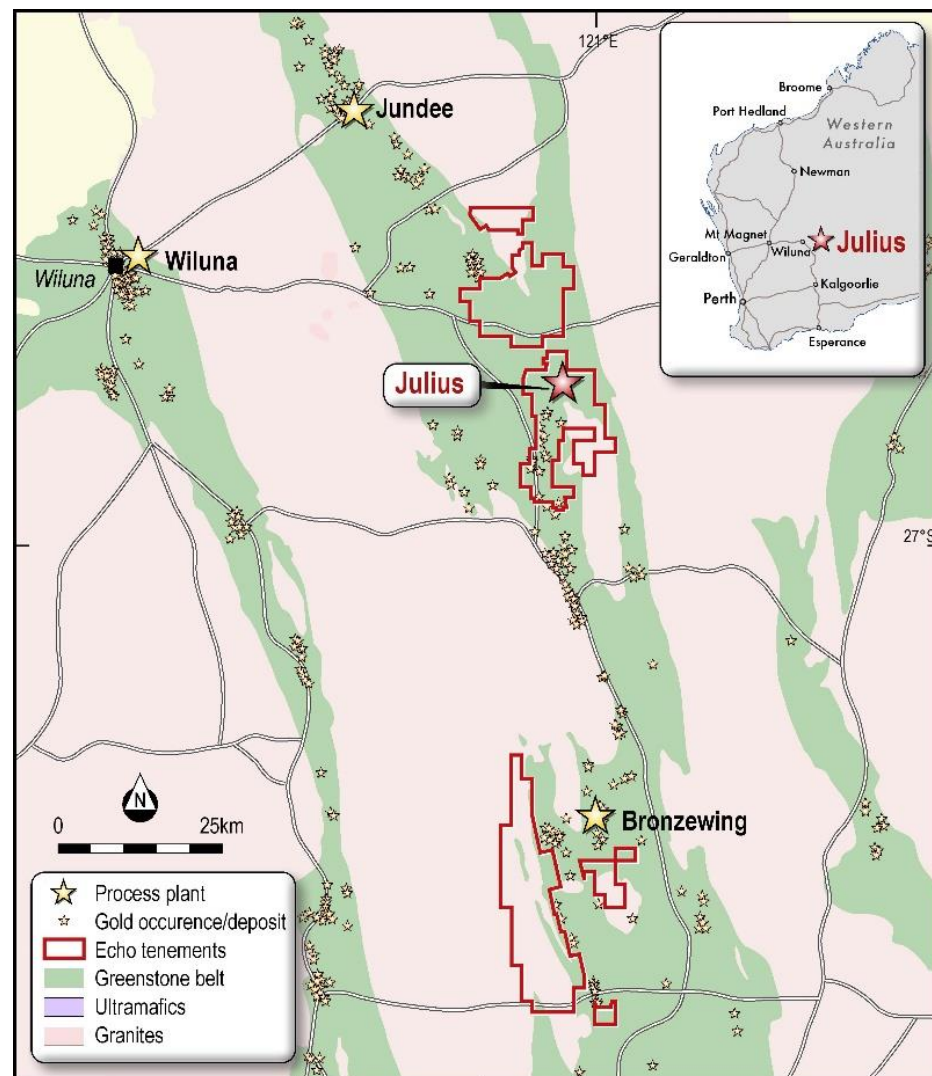 121°E
Jundee
Wiluna
Wiluna
Julius
27°S
Bronzewing
N
0 25km
Process plant
Gold occurence/deposit
Echo tenements
Greenstone belt
Ultramafics
Granites
Broome
Port Hedland
Western
Australia
Newman
Mt Magnet
Wiluna
Julius
Geraldton
Kalgoorlie
Perth
Esperance